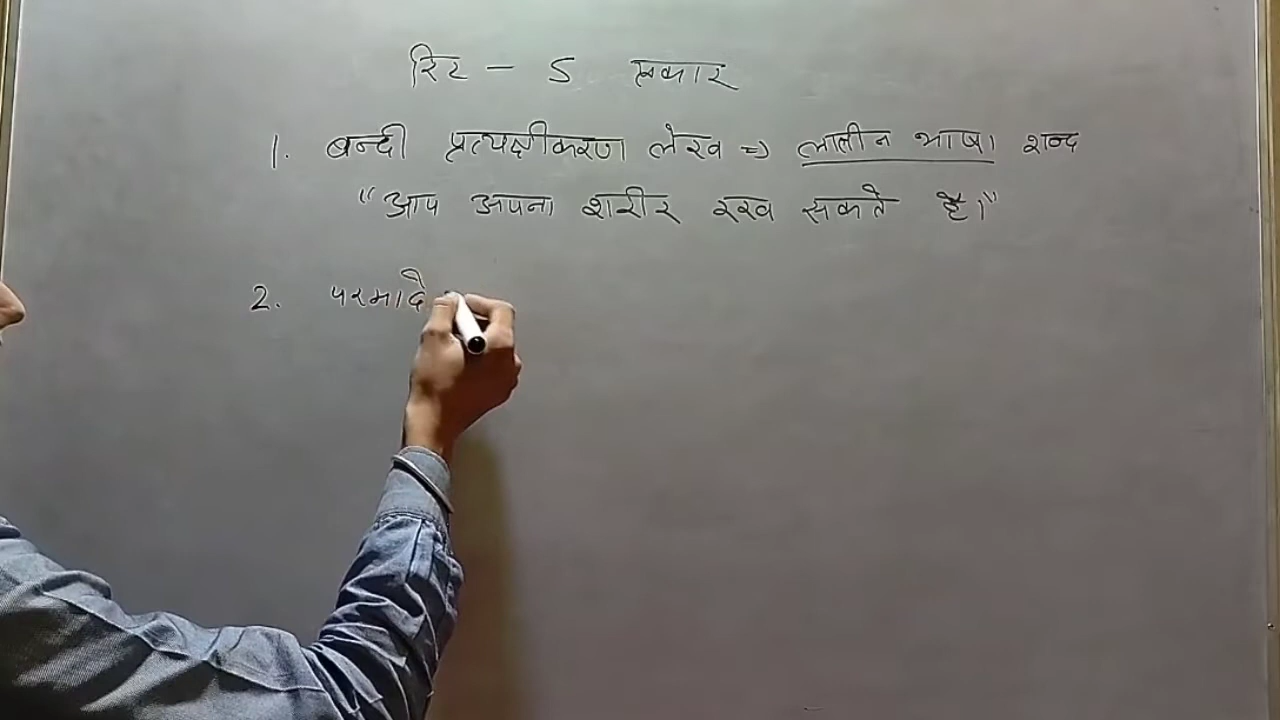 रिट - 5 प्रकार
1. बन्दी प्रत्यक्षीकरण लेख => लातीन भाषा शब्द
"आप अपना शरीर रख सकते है।"
2. परमादे